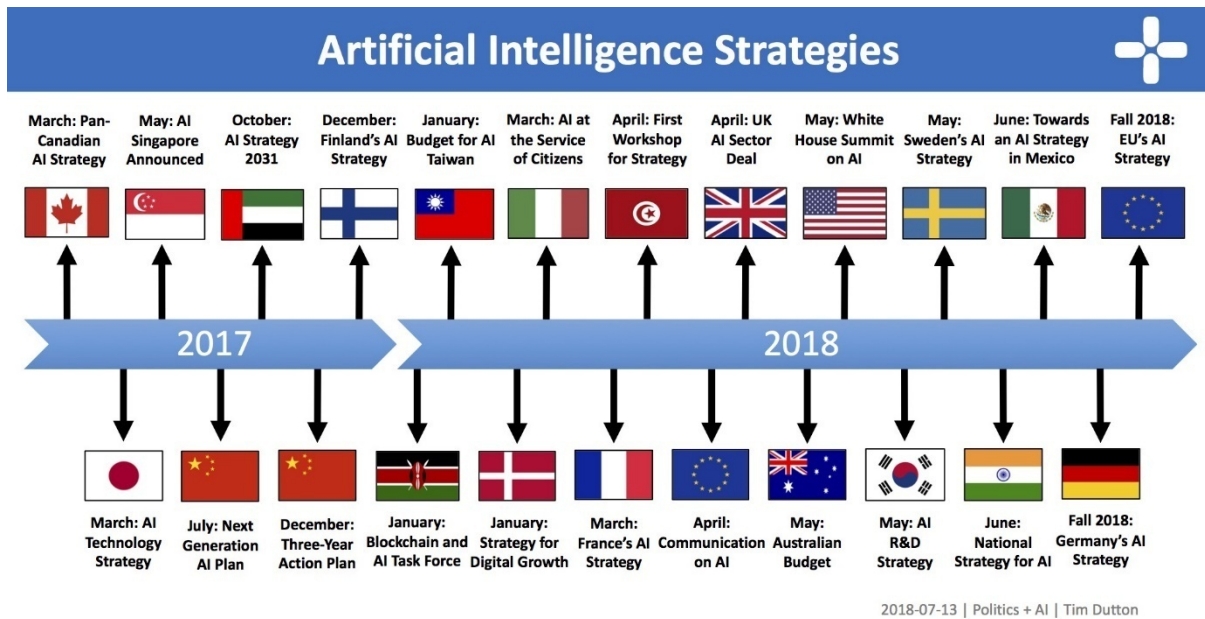 Artificial Intelligence Strategies
March: Pan-
Canadian
AI Strategy
May: AI
Singapore
Announced
October:
AI Strategy
2031
December:
Finland's AI
Strategy
January:
Budget for AI
Taiwan
March: AI at
the Service
of Citizens
April: First
Workshop
for Strategy
April: UK
AI Sector
Deal
May: White
House Summit
on AI
May:
Sweden's AI
Strategy
June: Towards
an AI Strategy
in Mexico
Fall 2018:
EU's AI
Strategy
2017
2018
March: AI
Technology
Strategy
July: Next
Generation
AI Plan
December:
Three-Year
Action Plan
January:
Blockchain and
AI Task Force
January:
Strategy for
Digital Growth
March:
France's AI
Strategy
April:
Communication
on AI
May:
Australian
Budget
May: AI
R&D
Strategy
June:
National
Strategy for AI
Fall 2018:
Germany's AI
Strategy
2018-07-13 | Politics + AI | Tim Dutton